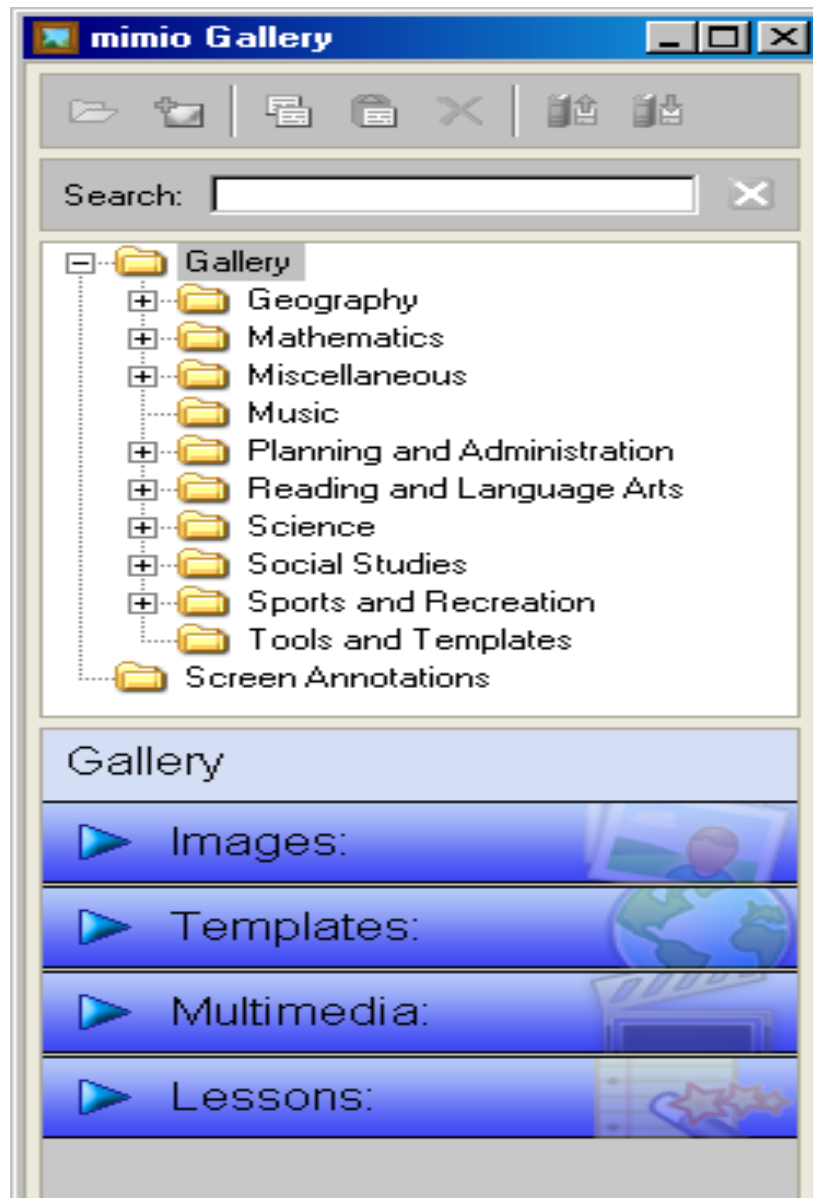 mimio Gallery
Search:
Gallery
Geography
Mathematics
Miscellaneous
Music
Planning and Administration
Reading and Language Arts
Science
Social Studies
Sports and Recreation
Tools and Templates
Screen Annotations
Gallery
Images:
Templates:
Multimedia:
Lessons: